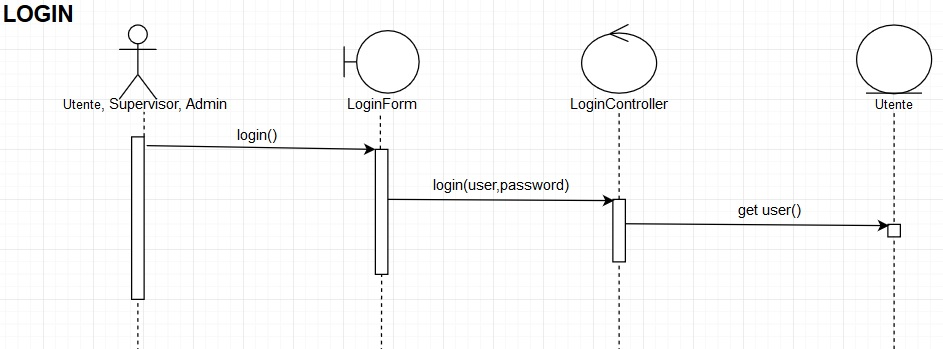 LOGIN
Utente, Supervisor, Admin
LoginForm
LoginController
Utente
login()
login(user,password)
get user()